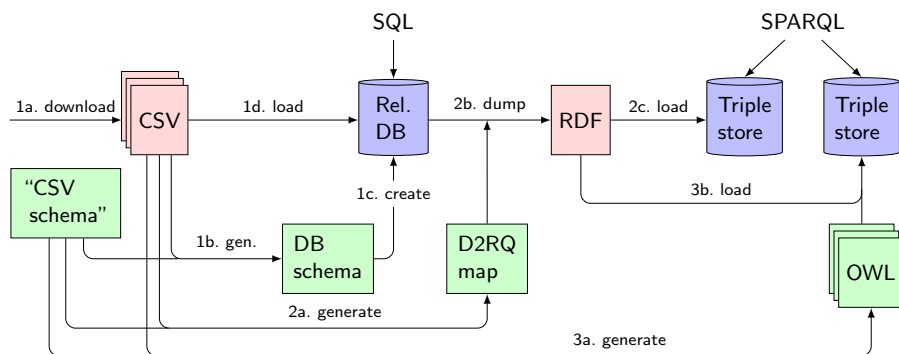 SQL
SPARQL
1a. download
CSV
1d. load
Rel.
DB
2b. dump
RDF
2c. load
Triple
store
Triple
store
“CSV
schema”
1c. create
3b. load
1b. gen.
DB
schema
D2RQ
map
OWL
2a. generate
3a. generate